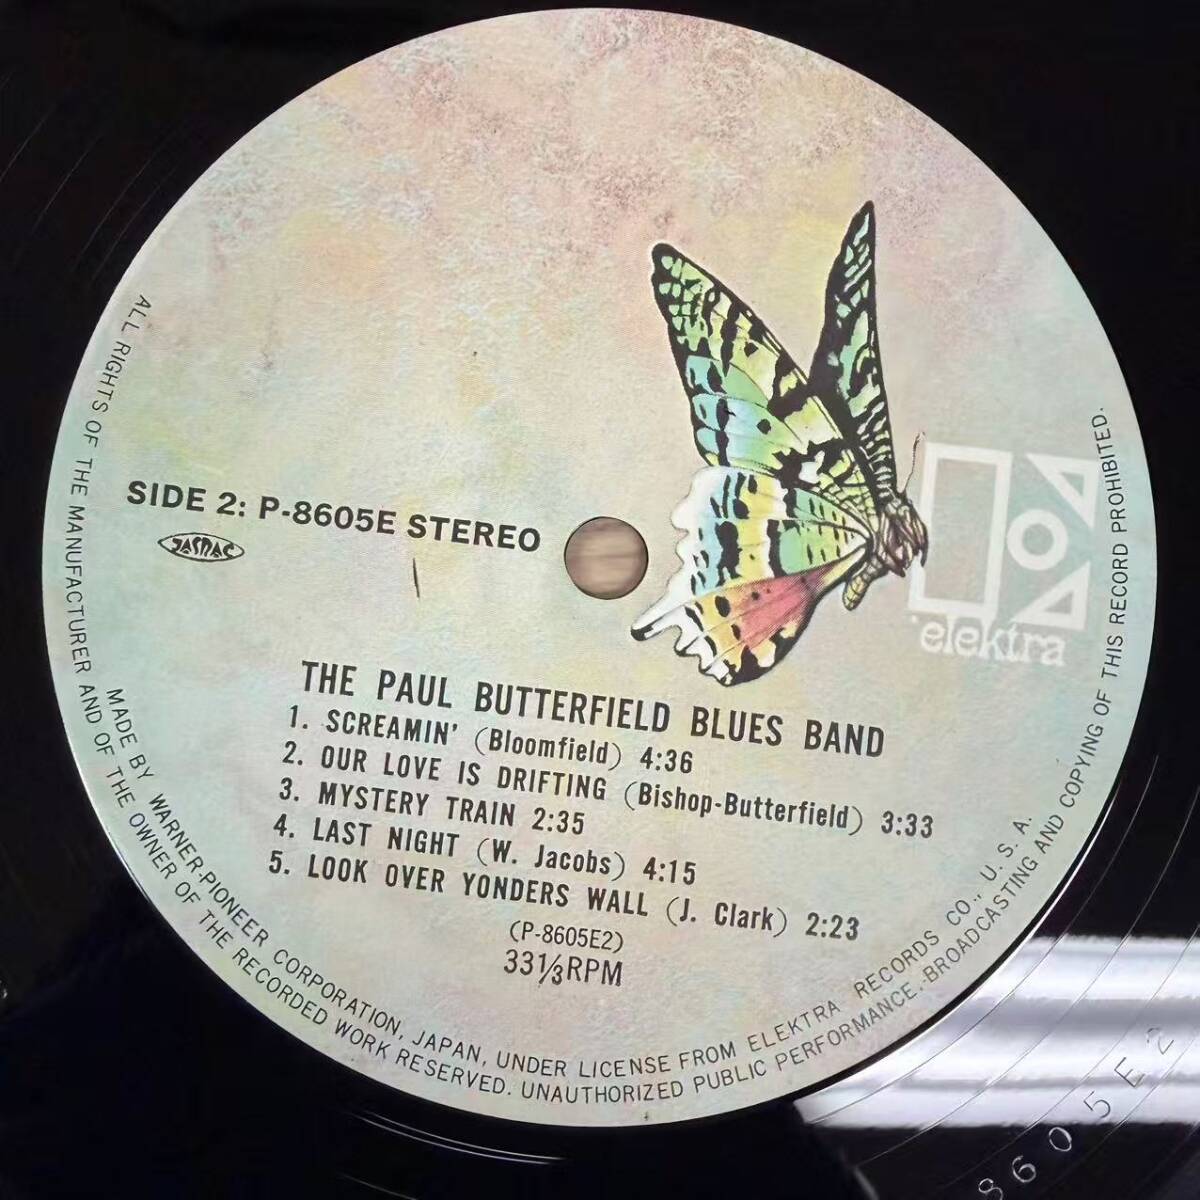 SIDE 2: P-8605E STEREO
JASRAC
elektra
THE PAUL BUTTERFIELD BLUES BAND
1. SCREAMIN' (Bloomfield) 4:36
2. OUR LOVE IS DRIFTING (Bishop-Butterfield) 3:33
3. MYSTERY TRAIN 2:35
4. LAST NIGHT (W. Jacobs) 4:15
5. LOOK OVER YONDERS WALL (J. Clark) 2:23
(P-8605E2)
33 1/3 RPM
MADE BY WARNER-PIONEER CORPORATION, JAPAN, UNDER LICENSE FROM ELEKTRA RECORDS CO., U. S. A.
ALL RIGHTS OF THE MANUFACTURER AND OF THE OWNER OF THE RECORDED WORK RESERVED. UNAUTHORIZED PUBLIC PERFORMANCE, BROADCASTING AND COPYING OF THIS RECORD PROHIBITED.
8605E2